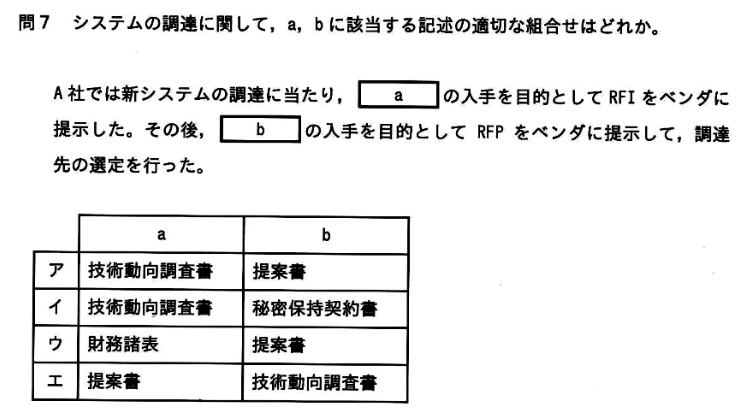 問7 システムの調達に関して，a，bに該当する記述の適切な組合せはどれか。
A社では新システムの調達に当たり， a の入手を目的としてRFIをベンダに
提示した。その後， b の入手を目的として RFP をベンダに提示して，調達
先の選定を行った。
a b
ア 技術動向調査書 提案書
イ 技術動向調査書 秘密保持契約書
ウ 財務諸表 提案書
エ 提案書 技術動向調査書